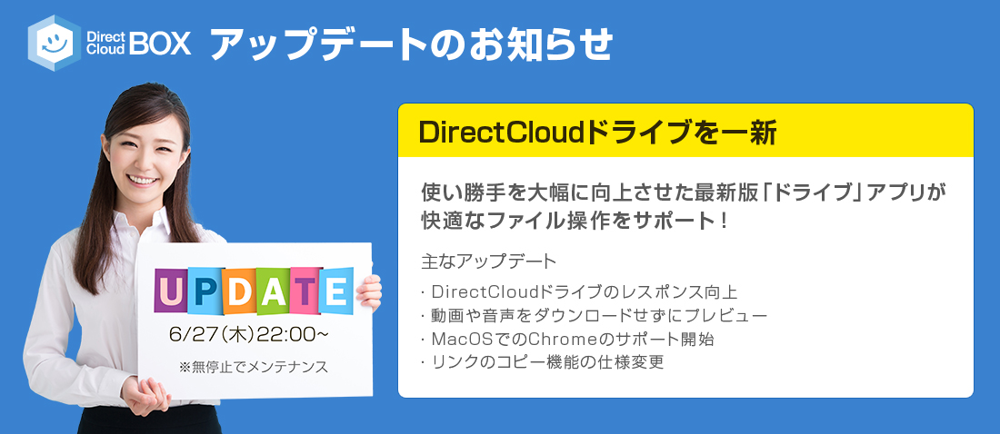 Direct
Cloud BOX
アップデートのお知らせ
UPDATE
6/27(木)22:00~
※無停止でメンテナンス
DirectCloudドライブを一新
使い勝手を大幅に向上させた最新版「ドライブ」アプリが
快適なファイル操作をサポート!
主なアップデート
・DirectCloudドライブのレスポンス向上
・動画や音声をダウンロードせずにプレビュー
・MacOSでのChromeのサポート開始
・リンクのコピー機能の仕様変更